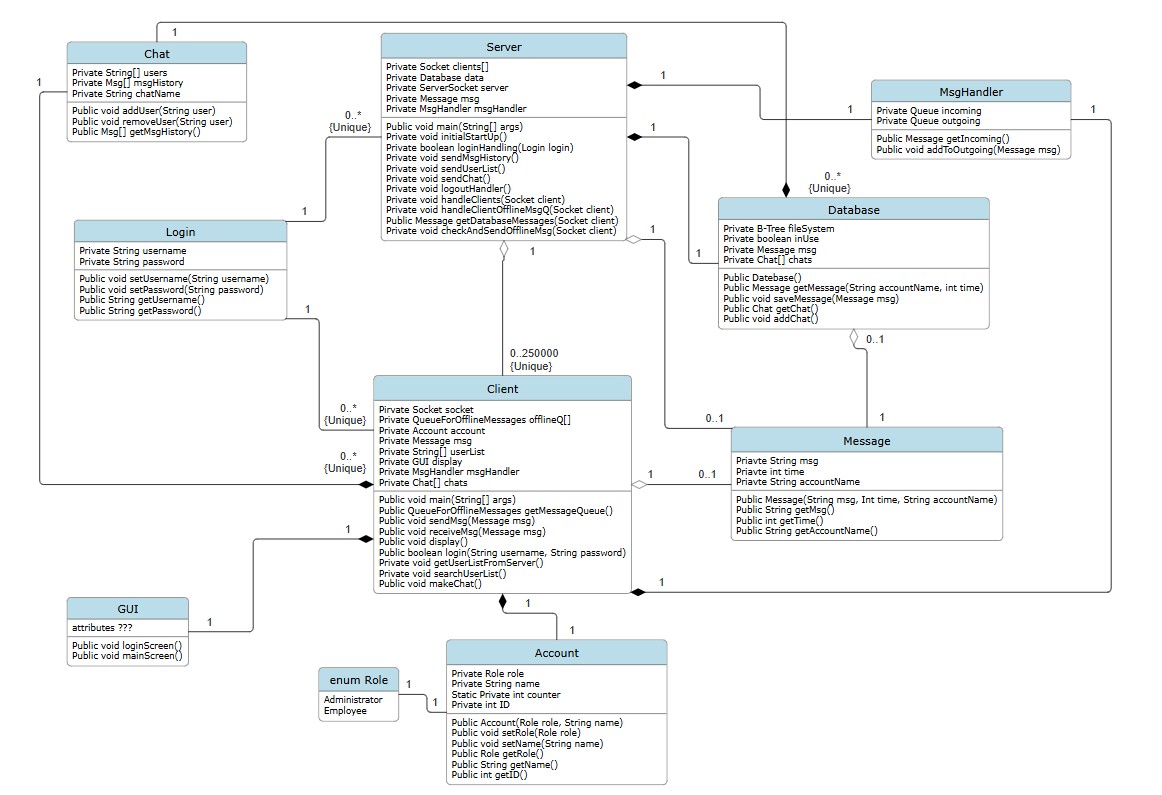 1
Chat
Private String[] users
Private Msg[] msgHistory
Private String chatName
Public void addUser(String user)
Public void removeUser(String user)
Public Msg[] getMsgHistory()
1
Server
Private Socket clients[]
Private Database data
Private ServerSocket server
Private Message msg
Private MsgHandler msgHandler
Public void main(String[] args)
Private void initialStartUp()
Private boolean loginHandling(Login login)
Private void sendMsgHistory()
Private void sendUserList()
Private void sendChat()
Private void logoutHandler()
Private void handleClients(Socket client)
Private void handleClientOfflineMsgQ(Socket client)
Public Message getDatabaseMessages(Socket client)
Private void checkAndSendOfflineMsg(Socket client)
1
1
MsgHandler
Private Queue incoming
Private Queue outgoing
Public Message getIncoming()
Public void addToOutgoing(Message msg)
1
0..*
{Unique}
1
1
1
1
0..*
{Unique}
Database
Private B-Tree fileSystem
Private boolean inUse
Private Message msg
Private Chat[] chats
Public Datebase()
Public Message getMessage(String accountName, int time)
Public void saveMessage(Message msg)
Public Chat getChat()
Public void addChat()
0..1
1
Login
Private String username
Private String password
Public void setUsername(String username)
Public void setPassword(String password)
Public String getUsername()
Public String getPassword()
1
1
0..250000
{Unique}
0..*
{Unique}
0..*
{Unique}
Client
Pirvate Socket socket
Private QueueForOfflineMessages offlineQ[]
Private Account account
Private Message msg
Private String[] userList
Private GUI display
Private MsgHandler msgHandler
Private Chat[] chats
Public void main(String[] args)
Public QueueForOfflineMessages getMessageQueue()
Public void sendMsg(Message msg)
Public void receiveMsg(Message msg)
Public void display()
Public boolean login(String username, String password)
Private void getUserListFromServer()
Private void searchUserList()
Public void makeChat()
0..1
1
0..1
Message
Priavte String msg
Priavte int time
Priavte String accountName
Public Message(String msg, Int time, String accountName)
Public String getMsg()
Public int getTime()
Public String getAccountName()
1
1
1
GUI
attributes ???
Public void loginScreen()
Public void mainScreen()
1
1
Account
Private Role role
Private String name
Static Private int counter
Private int ID
Public Account(Role role, String name)
Public void setRole(Role role)
Public void setName(String name)
Public Role getRole()
Public String getName()
Public int getID()
enum Role
Administrator
Employee
1
1